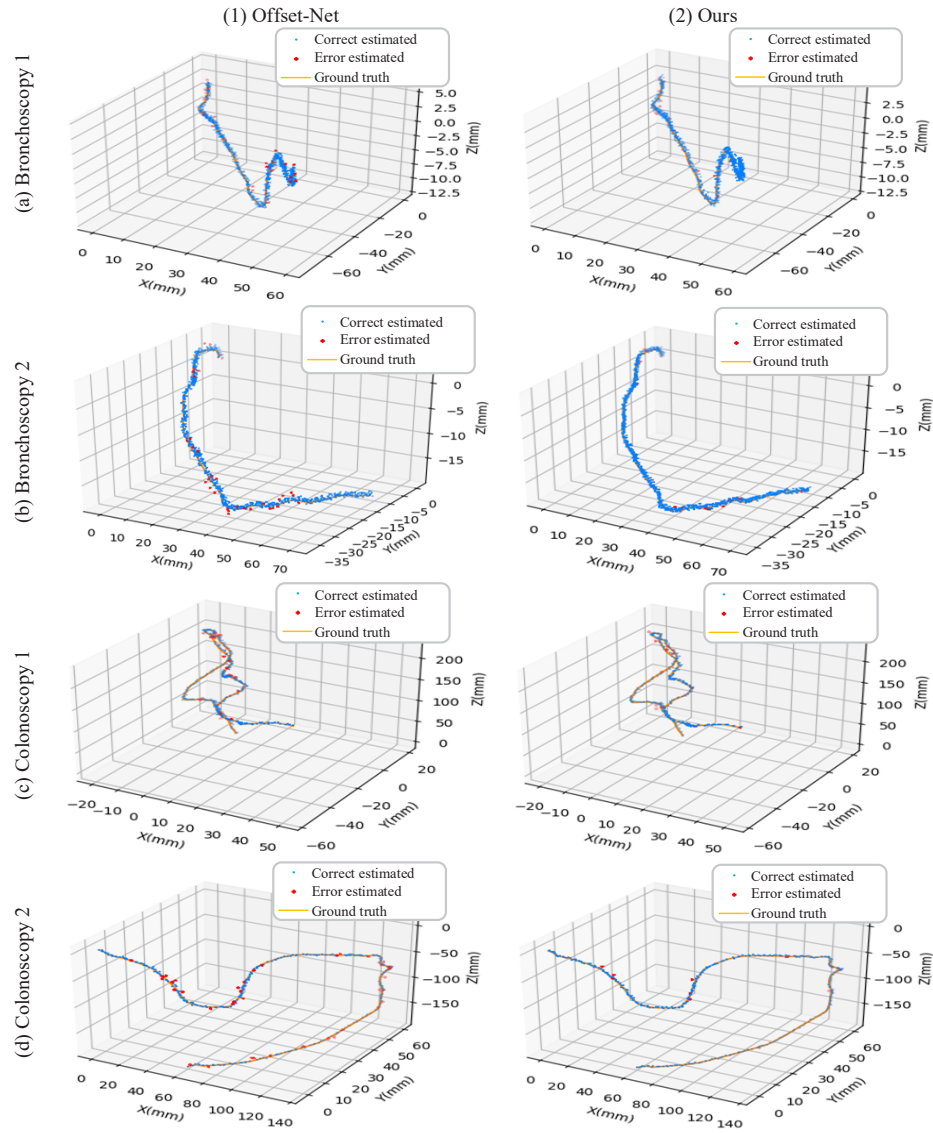 (1) Offset-Net
(2) Ours
(a) Bronchoscopy 1
Correct estimated
Error estimated
Ground truth
5.0
2.5
0.0
−2.5
−5.0
−7.5
−10.0
−12.5
Z(mm)
0
−20
−40
−60
Y(mm)
0
10
20
30
40
50
60
X(mm)
Correct estimated
Error estimated
Ground truth
2.5
0.0
−2.5
−5.0
−7.5
−10.0
−12.5
Z(mm)
0
−20
−40
−60
Y(mm)
0
10
20
30
40
50
60
X(mm)
(b) Bronchoscopy 2
Correct estimated
Error estimated
Ground truth
0
−5
−10
−15
Z(mm)
−5
−10
−15
−20
−25
−30
−35
Y(mm)
0
10
20
30
40
50
60
70
X(mm)
Correct estimated
Error estimated
Ground truth
0
−5
−10
−15
Z(mm)
0
−5
−10
−15
−20
−25
−30
−35
Y(mm)
0
10
20
30
40
50
60
70
X(mm)
(c) Colonoscopy 1
Correct estimated
Error estimated
Ground truth
200
150
100
50
0
Z(mm)
20
0
−20
−40
−60
Y(mm)
−20
−10
0
10
20
30
40
50
X(mm)
Correct estimated
Error estimated
Ground truth
200
150
100
50
0
Z(mm)
20
0
−20
−40
−60
Y(mm)
−20
−10
0
10
20
30
40
50
X(mm)
(d) Colonoscopy 2
Correct estimated
Error estimated
Ground truth
0
−50
−100
−150
Z(mm)
60
50
40
30
20
10
0
Y(mm)
0
20
40
60
80
100
120
140
X(mm)
Correct estimated
Error estimated
Ground truth
0
−50
−100
−150
Z(mm)
60
50
40
30
20
10
0
Y(mm)
0
20
40
60
80
100
120
140
X(mm)